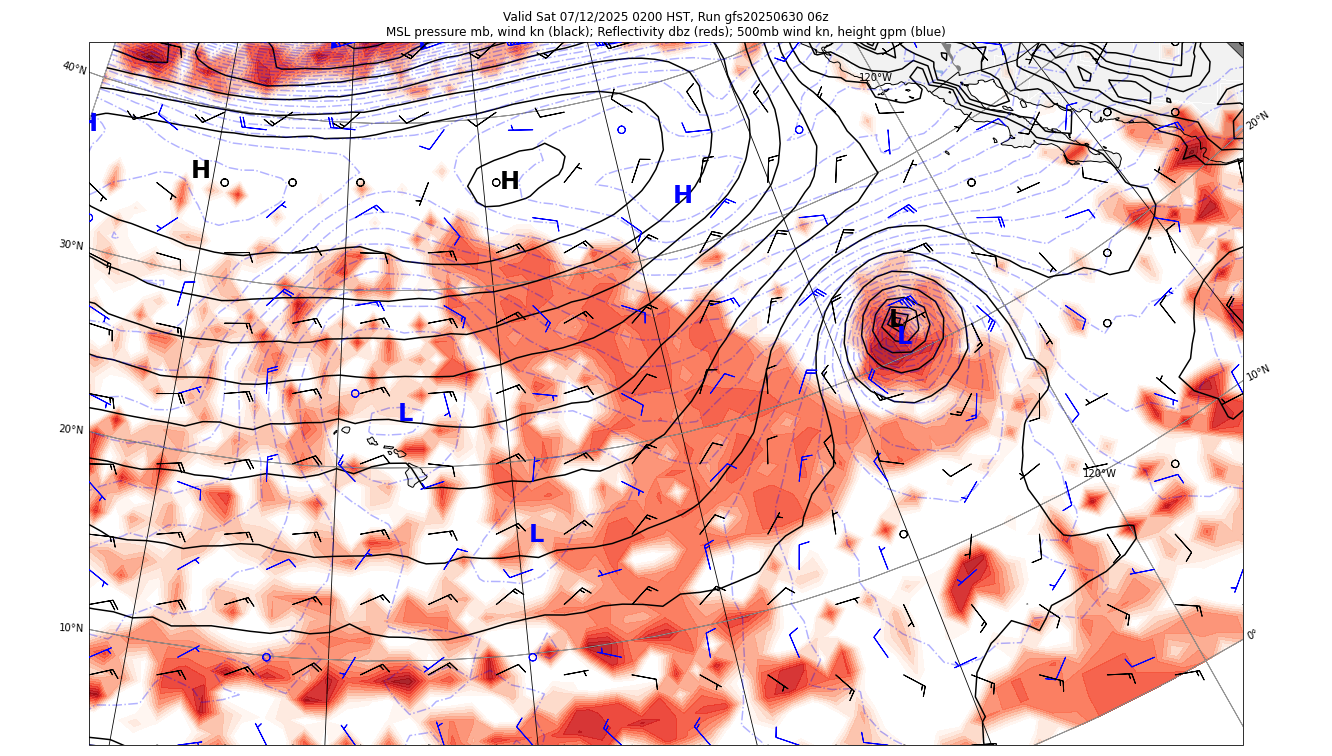 Valid Sat 07/12/2025 0200 HST, Run gfs20250630 06z
MSL pressure mb, wind kn (black); Reflectivity dbz (reds); 500mb wind kn, height gpm (blue)
40°N
120°W
20°N
H
H
H
H
30°N
L
L
10°N
L
20°N
120°W
L
10°N
0°